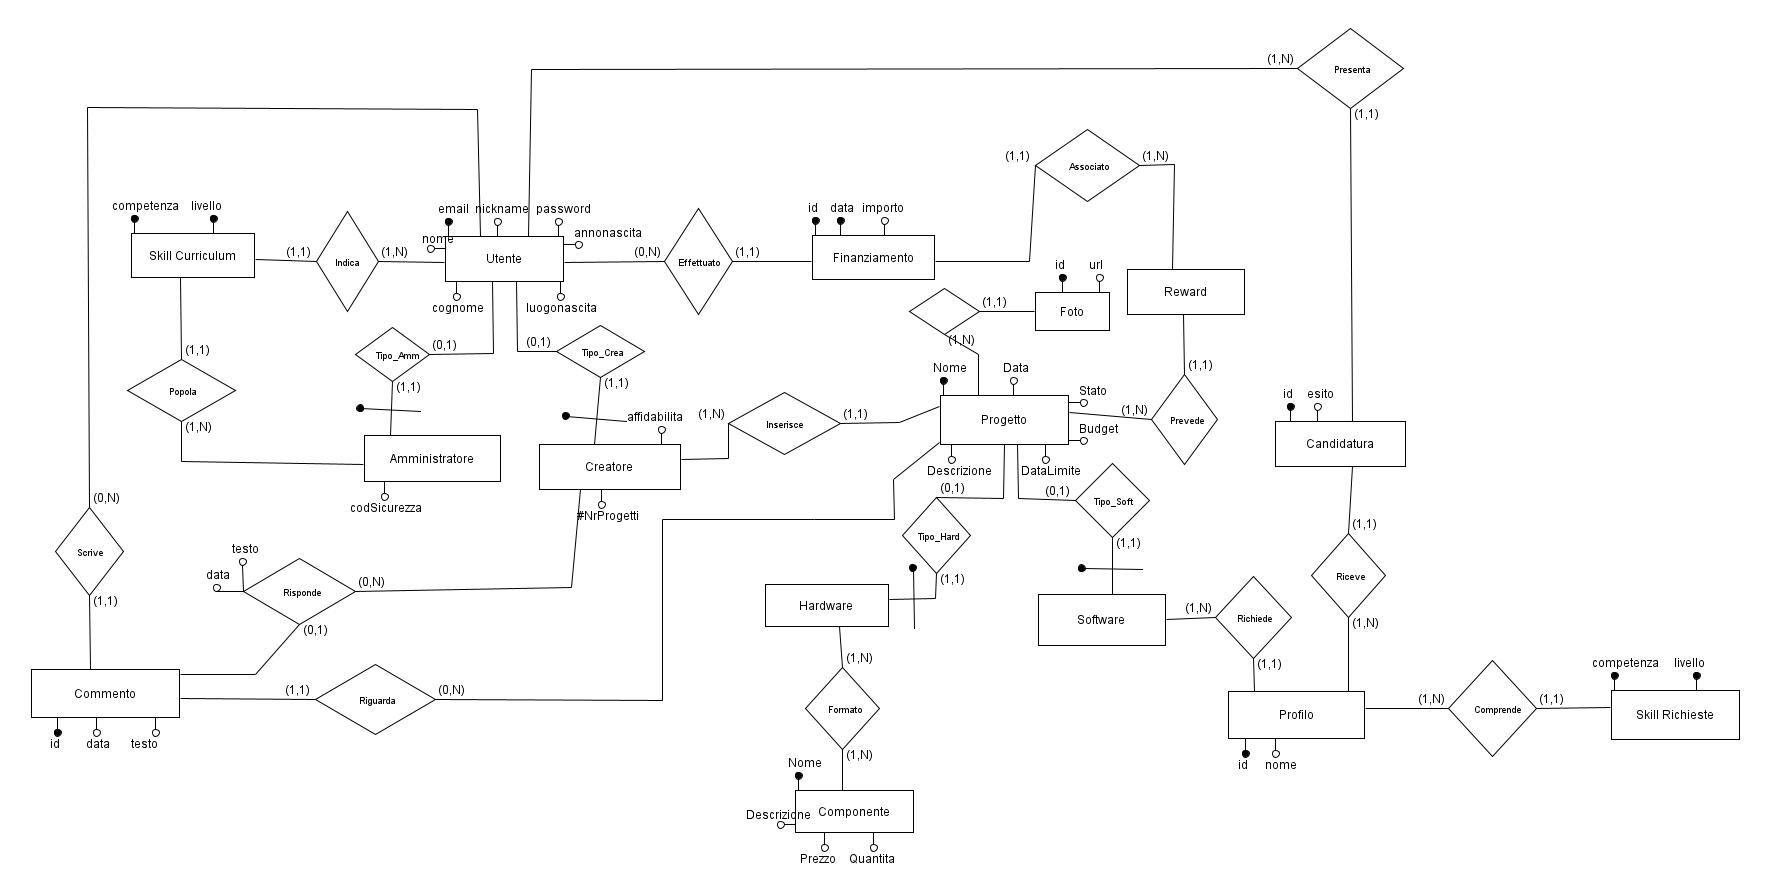 (1,N)
Presenta
(1,1)
(1,1)
Associato
(1,N)
competenza
livello
email
nickname
password
id
data
importo
nome
annonascita
Skill Curriculum
(1,1)
Indica
(1,N)
Utente
(0,N)
Effettuato
(1,1)
Finanziamento
id
url
Reward
cognome
luogonascita
(1,1)
Foto
(1,N)
(1,1)
Tipo_Amm
(0,1)
(0,1)
Tipo_Crea
(1,1)
(1,1)
(1,1)
Popola
(1,N)
Nome
Data
Stato
Budget
affidabilita
(1,N)
Inserisce
(1,1)
Progetto
(1,N)
Prevede
id
esito
Candidatura
Amministratore
Creatore
Descrizione
DataLimite
codSicurezza
#NrProgetti
(0,1)
(0,1)
Tipo_Soft
(1,1)
Tipo_Hard
(1,1)
(0,N)
Scrive
(1,1)
testo
data
Risponde
(0,N)
(0,1)
Hardware
Software
(1,N)
Richiede
(1,1)
(1,1)
Riceve
(1,N)
Commento
(1,1)
Riguarda
(0,N)
id
data
testo
(1,N)
Formato
(1,N)
Profilo
id
nome
(1,N)
Comprende
(1,1)
competenza
livello
Skill Richieste
Nome
Descrizione
Componente
Prezzo
Quantita